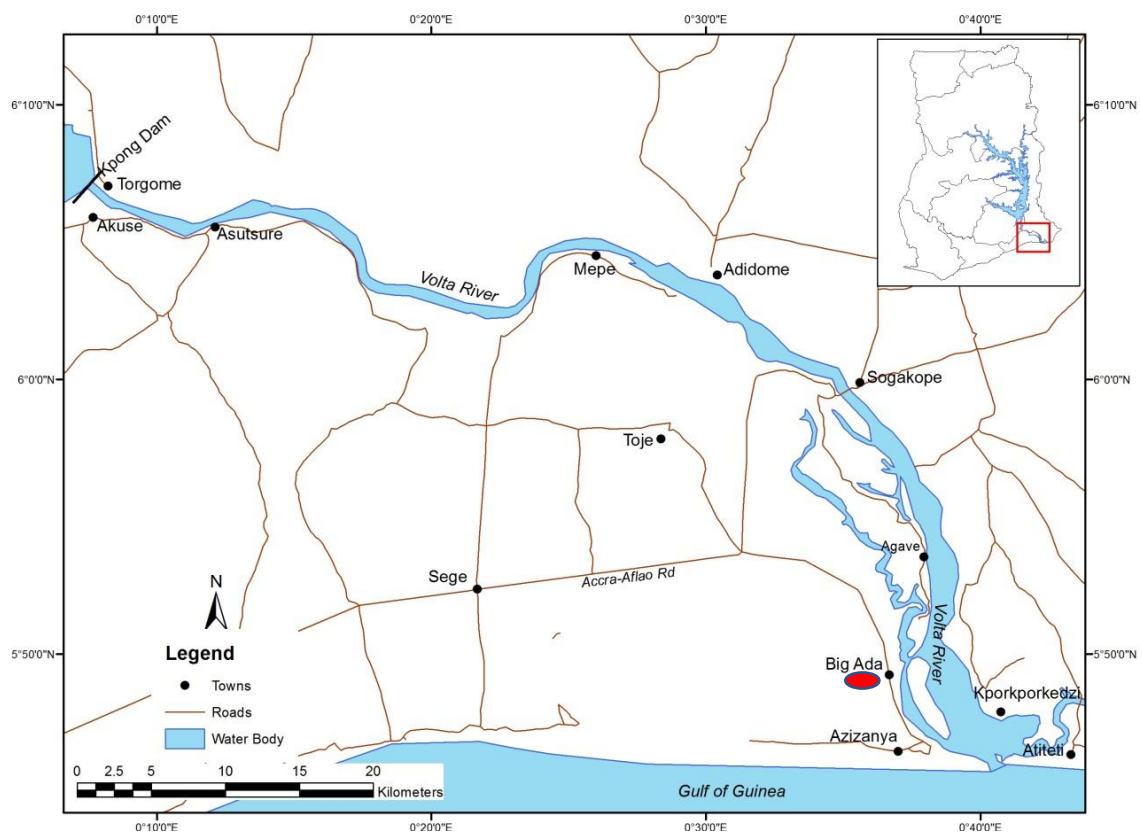 0°10'0"E
0°20'0"E
0°30'0"E
0°40'0"E
6°10'0"N
6°10'0"N
Kpong Dam
Torgome
Akuse
Asutsure
Volta River
Mepe
Adidome
6°0'0"N
Sogakope
6°0'0"N
Toje
Agave
Accra-Aflao Rd
Sege
N
Volta River
5°50'0"N
Legend
Towns
Roads
Water Body
Big Ada
5°50'0"N
Kporkporkedzi
Azizanya
Atiteti
0 2.5 5 10 15 20
Kilometers
Gulf of Guinea
0°10'0"E
0°20'0"E
0°30'0"E
0°40'0"E